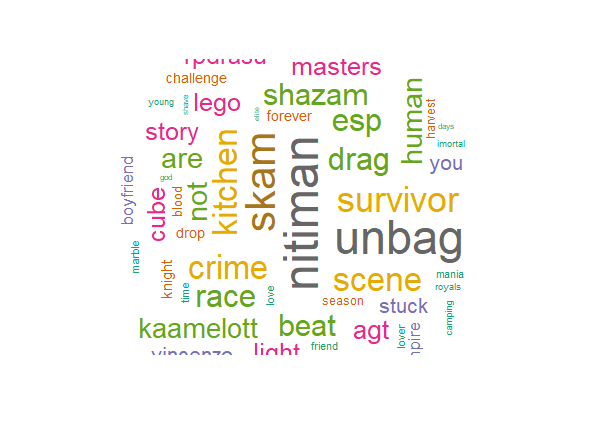 rpdrasu
masters
challenge
shazam
young
shave
lego
elite
forever
esp
human
harvest
days
story
imortal
are
kitchen
skam
nitiman
drag
you
boyfriend
god
not
cube
blood
survivor
drop
unbag
marble
crime
knight
scene
mania
royals
time
race
love
season
stuck
camping
kaamelott
beat
agt
lover
friend
light
vincenzo